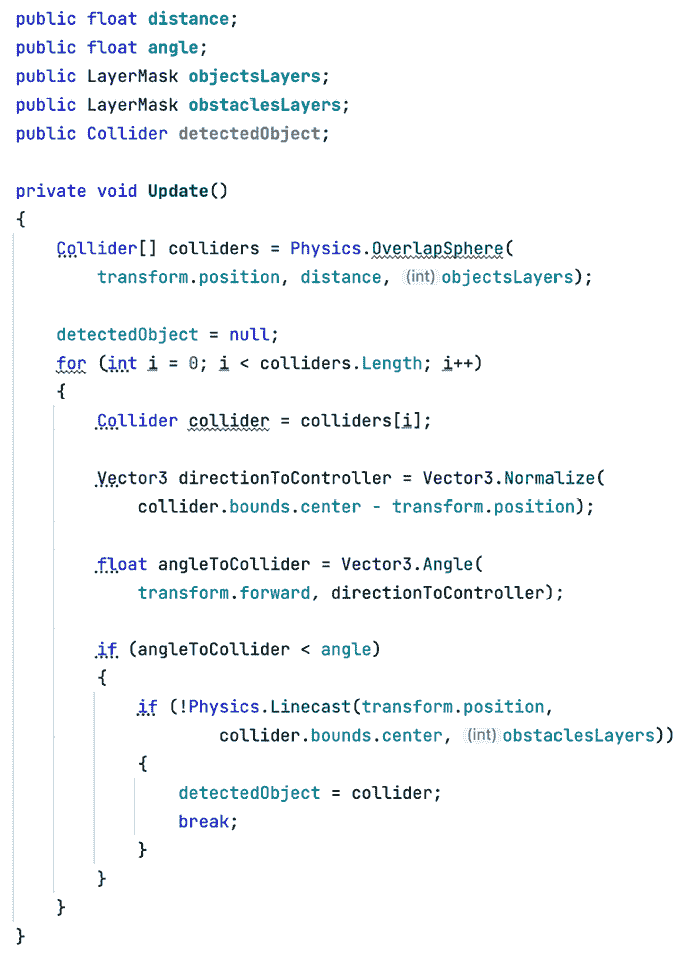 public float distance;
public float angle;
public LayerMask objectsLayers;
public LayerMask obstaclesLayers;
public Collider detectedObject;

private void Update()
{
    Collider[] colliders = Physics.OverlapSphere(
        transform.position, distance, (int) objectsLayers);

    detectedObject = null;
    for (int i = 0; i < colliders.Length; i++)
    {
        Collider collider = colliders[i];

        Vector3 directionToController = Vector3.Normalize(
            collider.bounds.center - transform.position);

        float angleToCollider = Vector3.Angle(
            transform.forward, directionToController);

        if (angleToCollider < angle)
        {
            if (!Physics.Linecast(transform.position,
                    collider.bounds.center, (int) obstaclesLayers))
            {
                detectedObject = collider;
                break;
            }
        }
    }
}